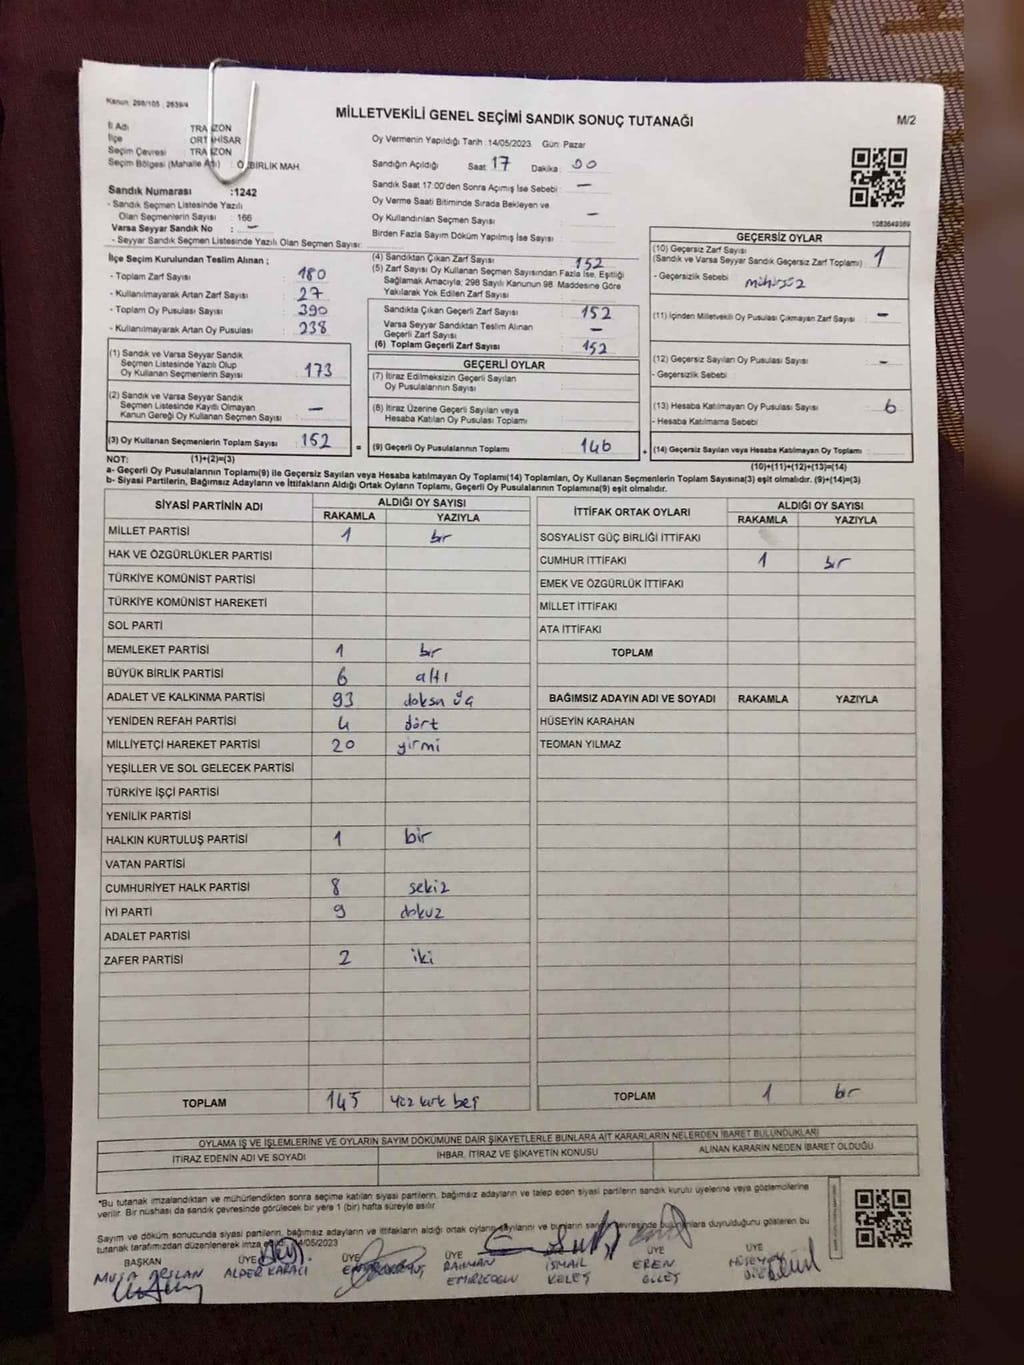 Kanun: 298/105 ; 2839/4
MİLLETVEKİLİ GENEL SEÇİMİ SANDIK SONUÇ TUTANAĞI
M/2
İl Adı TRA ZON
İlçe ORT HİSAR
Seçim Çevresi TRA ZON
Seçim Bölgesi (Mahalle Adı) : BİRLİK MAH.
Oy Vermenin Yapıldığı Tarih :14/05/2023 Gün: Pazar
Sandığın Açıldığı Saat 17 Dakika 00
Sandık Saat 17:00'den Sonra Açımış İse Sebebi : —
Oy Verme Saati Bitiminde Sırada Bekleyen ve
Oy Kullandırılan Seçmen Sayısı : —
Birden Fazla Sayım Döküm Yapılmış İse Sayısı :
1083649389
Sandık Numarası :1242
- Sandık Seçmen Listesinde Yazılı
Olan Seçmenlerin Sayısı : 166
Varsa Seyyar Sandık No : —
- Seyyar Sandık Seçmen Listesinde Yazılı Olan Seçmen Sayısı:
İlçe Seçim Kurulundan Teslim Alınan ;
- Toplam Zarf Sayısı : 180
- Kullanılmayarak Artan Zarf Sayısı : 27
- Toplam Oy Pusulası Sayısı : 390
- Kullanılmayarak Artan Oy Pusulası : 238
(1) Sandık ve Varsa Seyyar Sandık
Seçmen Listesinde Yazılı Olup
Oy Kullanan Seçmenlerin Sayısı : 173
(2) Sandık ve Varsa Seyyar Sandık
Seçmen Listesinde Kayıtlı Olmayan
Kanun Gereği Oy Kullanan Seçmen Sayısı : —
(3) Oy Kullanan Seçmenlerin Toplam Sayısı : 152
(4) Sandıktan Çıkan Zarf Sayısı : 152
(5) Zarf Sayısı Oy Kullanan Seçmen Sayısından Fazla İse, Eşitliği
Sağlamak Amacıyla; 298 Sayılı Kanunun 98. Maddesine Göre
Yakılarak Yok Edilen Zarf Sayısı :
Sandıkta Çıkan Geçerli Zarf Sayısı : 152
Varsa Seyyar Sandıktan Teslim Alınan
Geçerli Zarf Sayısı : —
(6) Toplam Geçerli Zarf Sayısı : 152
GEÇERLİ OYLAR
(7) İtiraz Edilmeksizin Geçerli Sayılan
Oy Pusulalarının Sayısı :
(8) İtiraz Üzerine Geçerli Sayılan veya
Hesaba Katılan Oy Pusulaları Toplamı :
= (9) Geçerli Oy Pusulalarının Toplamı : 146 +
GEÇERSİZ OYLAR
(10) Geçersiz Zarf Sayısı
(Sandık ve Varsa Seyyar Sandık Geçersiz Zarf Toplamı) : 1
- Geçersizlik Sebebi : mühürsüz
(11) İçinden Milletvekili Oy Pusulası Çıkmayan Zarf Sayısı : —
(12) Geçersiz Sayılan Oy Pusulası Sayısı : —
- Geçersizlik Sebebi :
(13) Hesaba Katılmayan Oy Pusulası Sayısı : 6
- Hesaba Katılmama Sebebi :
(14) Geçersiz Sayılan veya Hesaba Katılmayan Oy Toplamı :
NOT: (1)+(2)=(3)
(10)+(11)+(12)+(13)=(14)
a- Geçerli Oy Pusulalarının Toplamı(9) ile Geçersiz Sayılan veya Hesaba katılmayan Oy Toplamı(14) Toplamları, Oy Kullanan Seçmenlerin Toplam Sayısına(3) eşit olmalıdır. (9)+(14)=(3)
b- Siyasi Partilerin, Bağımsız Adayların ve İttifakların Aldığı Ortak Oyların Toplamı, Geçerli Oy Pusulalarının Toplamına(9) eşit olmalıdır.
SİYASİ PARTİNİN ADI ALDIĞI OY SAYISI
RAKAMLA YAZIYLA
MİLLET PARTİSİ 1 bir
HAK VE ÖZGÜRLÜKLER PARTİSİ
TÜRKİYE KOMÜNİST PARTİSİ
TÜRKİYE KOMÜNİST HAREKETİ
SOL PARTİ
MEMLEKET PARTİSİ 1 bir
BÜYÜK BİRLİK PARTİSİ 6 altı
ADALET VE KALKINMA PARTİSİ 93 doksan üç
YENİDEN REFAH PARTİSİ 4 dört
MİLLİYETÇİ HAREKET PARTİSİ 20 yirmi
YEŞİLLER VE SOL GELECEK PARTİSİ
TÜRKİYE İŞÇİ PARTİSİ
YENİLİK PARTİSİ
HALKIN KURTULUŞ PARTİSİ 1 bir
VATAN PARTİSİ
CUMHURİYET HALK PARTİSİ 8 sekiz
İYİ PARTİ 9 dokuz
ADALET PARTİSİ
ZAFER PARTİSİ 2 iki
TOPLAM 145 yüz kırk beş
İTTİFAK ORTAK OYLARI ALDIĞI OY SAYISI
RAKAMLA YAZIYLA
SOSYALİST GÜÇ BİRLİĞİ İTTİFAKI
CUMHUR İTTİFAKI 1 bir
EMEK VE ÖZGÜRLÜK İTTİFAKI
MİLLET İTTİFAKI
ATA İTTİFAKI
TOPLAM
BAĞIMSIZ ADAYIN ADI VE SOYADI RAKAMLA YAZIYLA
HÜSEYİN KARAHAN
TEOMAN YILMAZ
TOPLAM 1 bir
OYLAMA İŞ VE İŞLEMLERİNE VE OYLARIN SAYIM DÖKÜMÜNE DAİR ŞİKAYETLERLE BUNLARA AİT KARARLARIN NELERDEN İBARET BULUNDUKLARI
İTİRAZ EDENİN ADI VE SOYADI İHBAR, İTİRAZ VE ŞİKAYETİN KONUSU ALINAN KARARIN NEDEN İBARET OLDUĞU
*Bu tutanak imzalandıktan ve mühürlendikten sonra seçime katılan siyasi partilerin, bağımsız adayların ve talep eden siyasi partilerin sandık kurulu üyelerine veya gözlemcilerine
verilir. Bir nüshası da sandık çevresinde görülecek bir yere 1 (bir) hafta süreyle asılır
Sayım ve döküm sonucunda siyasi partilerin, bağımsız adayların ve ittifakların aldığı ortak oyların sayılarını ve bunların sandık çevresinde bulunanlara duyrulduğunu gösteren bu
tutanak tarafımızdan düzenlenerek imza 4/05/2023
BAŞKAN ÜYE ÜYE ÜYE ÜYE ÜYE
MUSA ARSLAN ALPER KARACI RAHMAN İSMAİL EREN HÜSEYİN
EMİRZEOĞLU KELEŞ